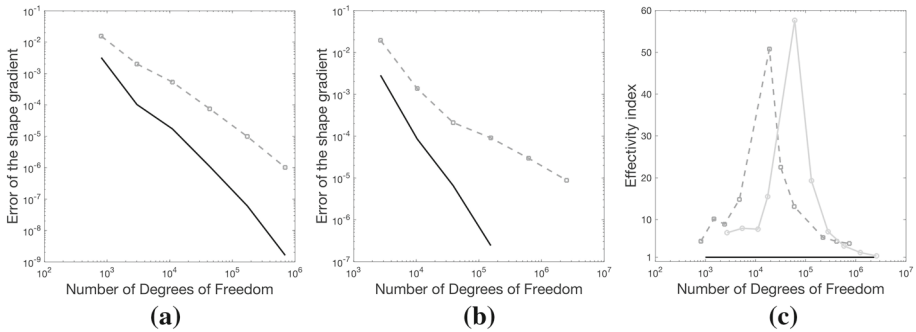 10^-1
10^-2
10^-3
10^-4
10^-5
10^-6
10^-7
10^-8
10^-9
Error of the shape gradient
10^2 10^3 10^4 10^5 10^6
Number of Degrees of Freedom
(a)
10^-1
10^-2
10^-3
10^-4
10^-5
10^-6
10^-7
Error of the shape gradient
10^2 10^3 10^4 10^5 10^6 10^7
Number of Degrees of Freedom
(b)
60
50
40
30
20
10
1
Effectivity index
10^2 10^3 10^4 10^5 10^6 10^7
Number of Degrees of Freedom
(c)